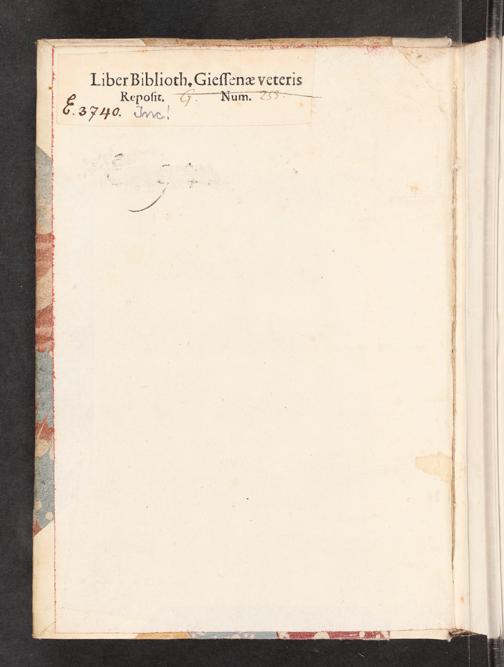 Liber Biblioth. Giessenæ veteris
Reposit. G. Num. 255.
E. 3740. Inc!